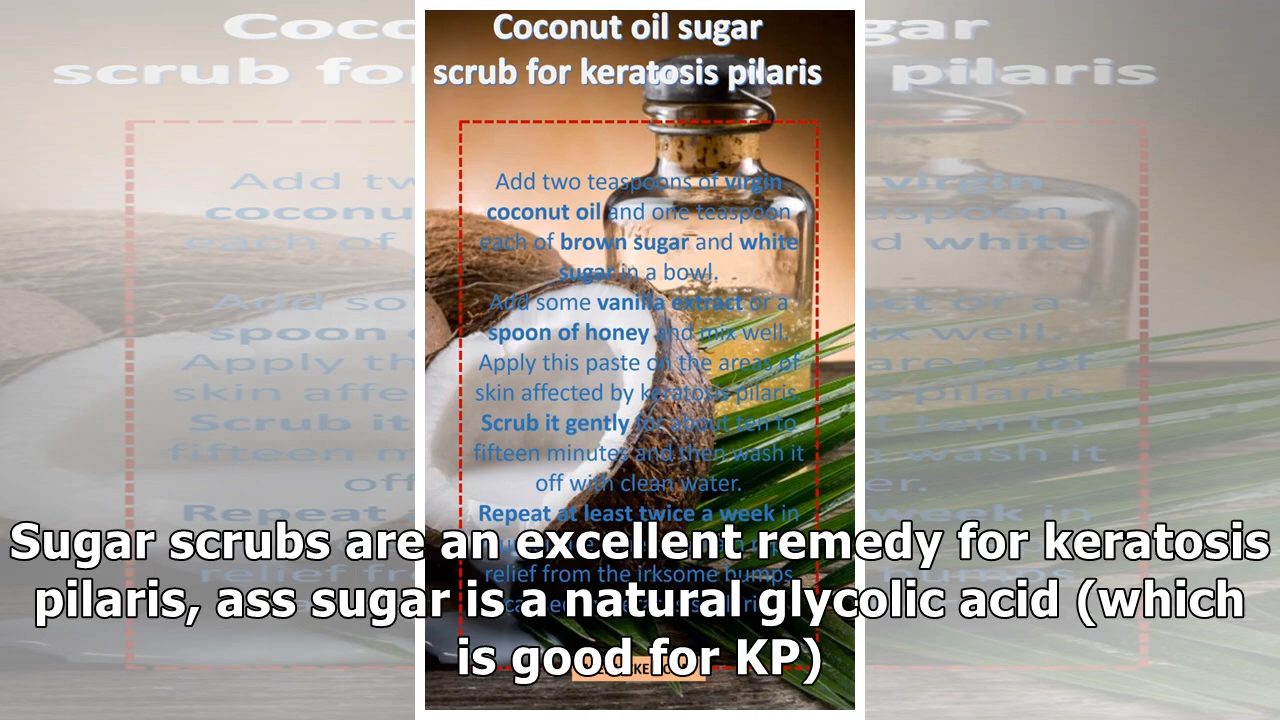 Coconut oil sugar
scrub for keratosis pilaris
Add two teaspoons of virgin
coconut oil and one teaspoon
each of brown sugar and white
sugar in a bowl.
Add some vanilla extract or a
spoon of honey and mix well.
Apply this paste on the areas of
skin affected by keratosis pilaris.
Scrub it gently for about ten to
fifteen minutes and then wash it
off with clean water.
Repeat at least twice a week in
relief from the irksome bumps
Sugar scrubs are an excellent remedy for keratosis
pilaris, ass sugar is a natural glycolic acid (which
is good for KP)